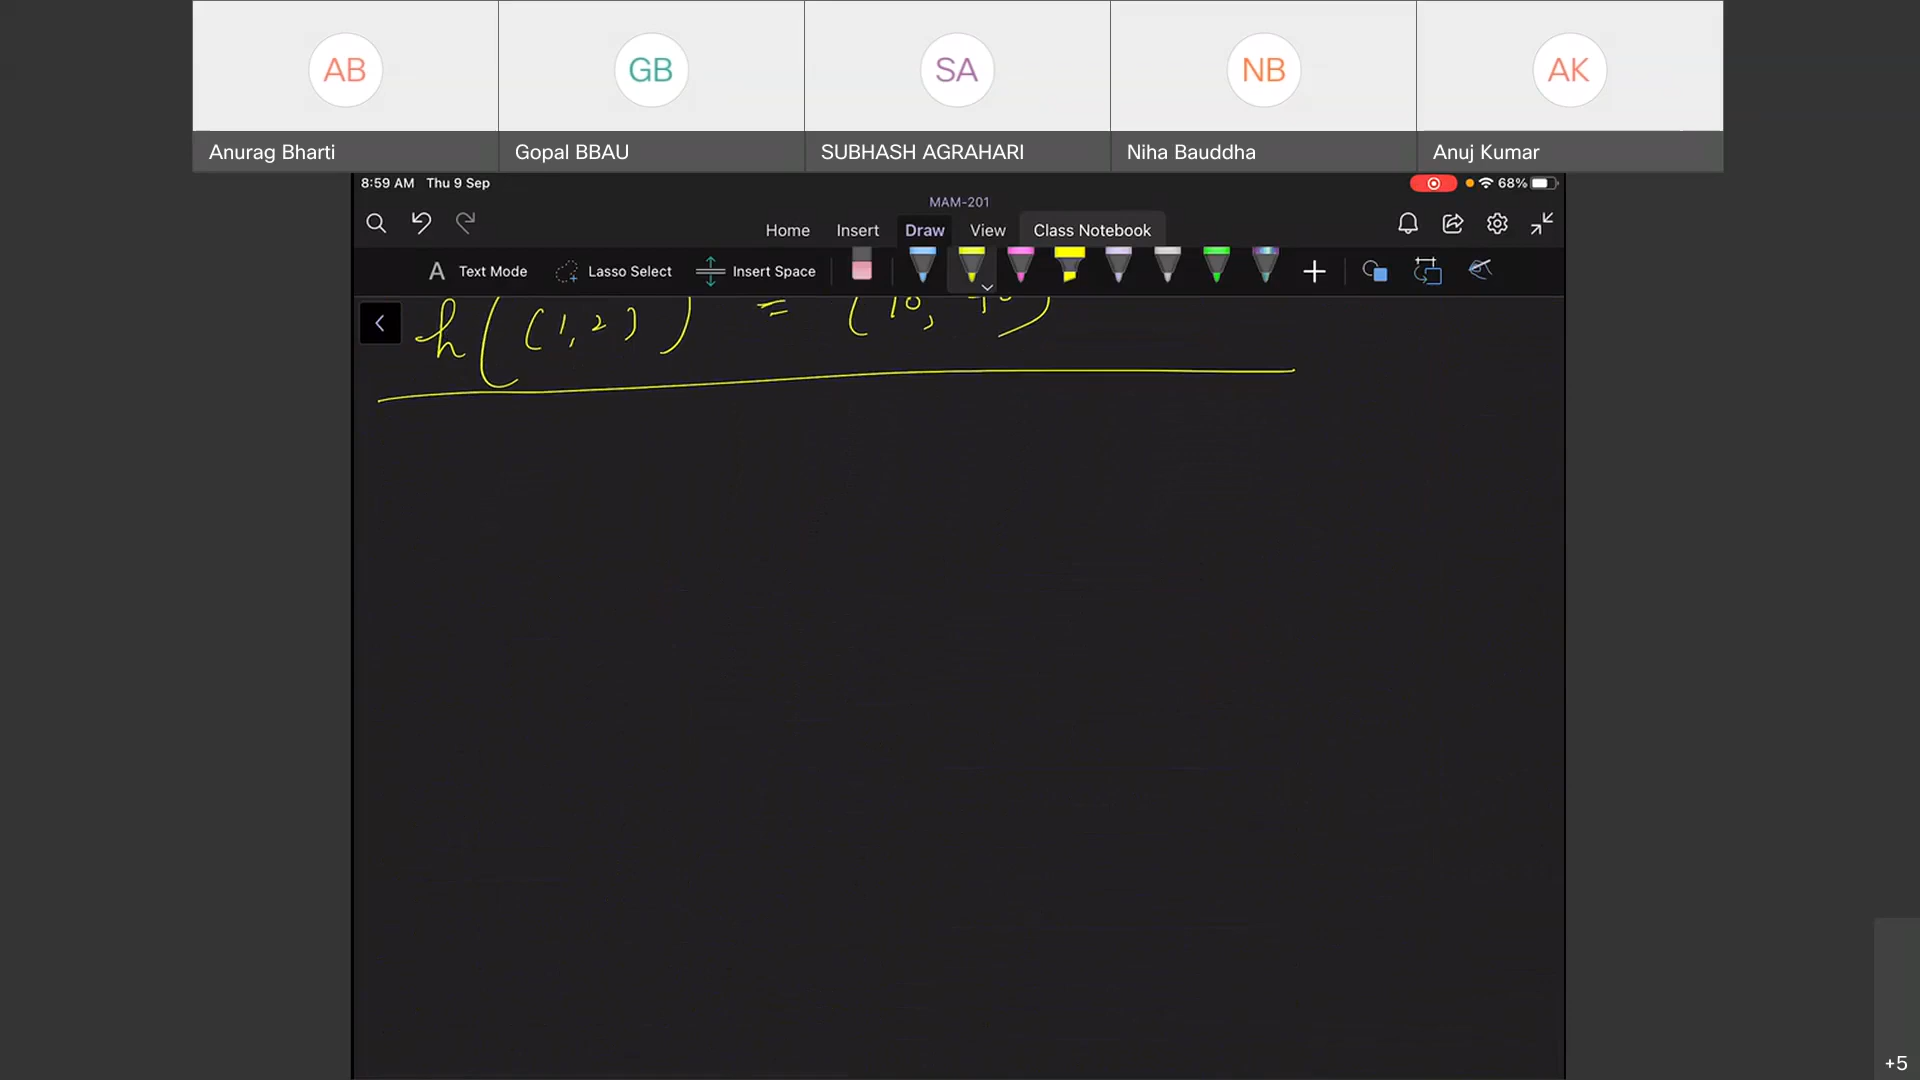 AB GB SA NB AK
Anurag Bharti Gopal BBAU SUBHASH AGRAHARI Niha Bauddha Anuj Kumar
8:59 AM Thu 9 Sep 68%
MAM-201
Home Insert Draw View Class Notebook
A Text Mode Lasso Select Insert Space
h((1,2)) = (10,
+5